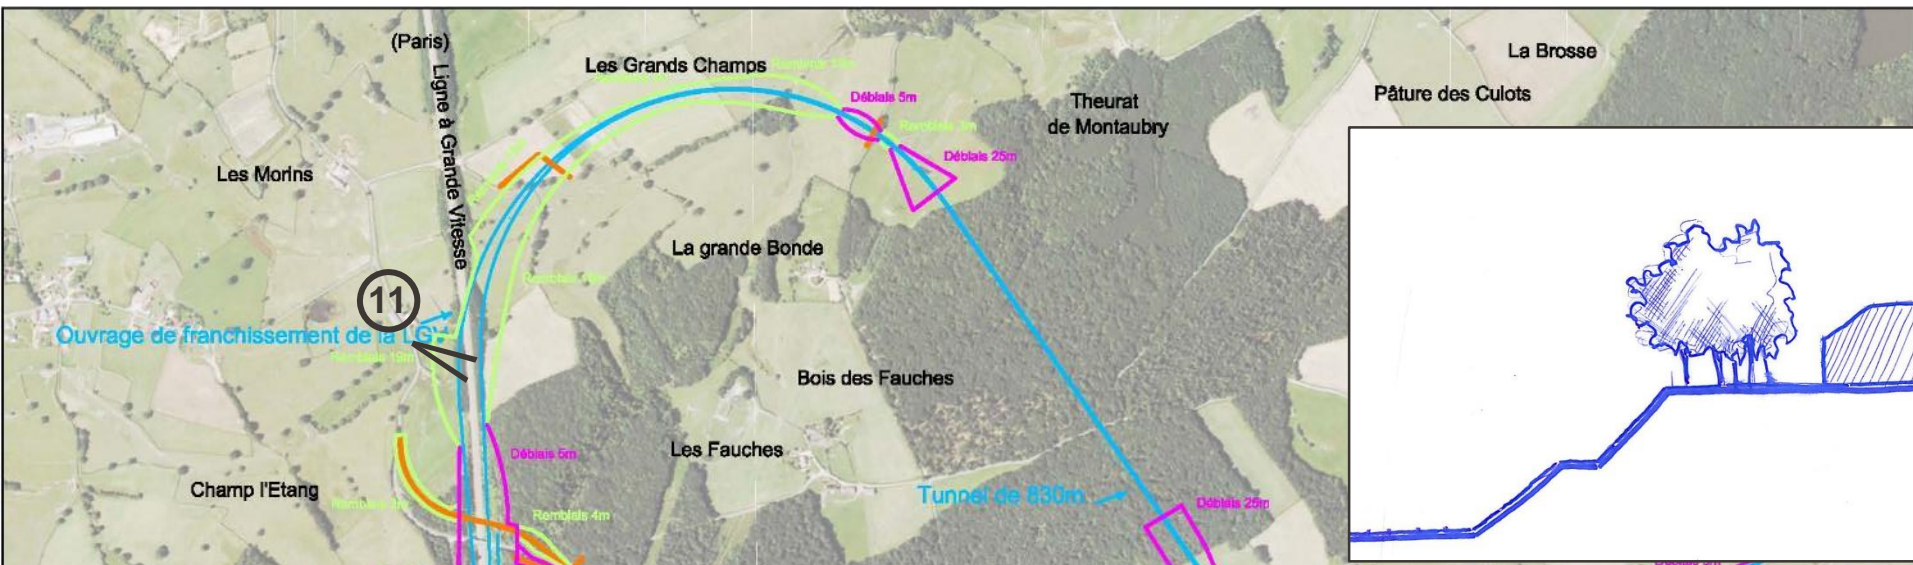 (Paris)
Ligne à Grande Vitesse
Les Grands Champs
La Brosse
Déblais 5m
Theurat
de Montaubry
Pâture des Culots
Remblais 3m
Déblais 25m
Les Morins
La grande Bonde
11
Ouvrage de franchissement de la LGV
Remblais 19m
Bois des Fauches
Déblais 5m
Les Fauches
Champ l'Etang
Tunnel de 830m
Déblais 25m
Remblais 4m